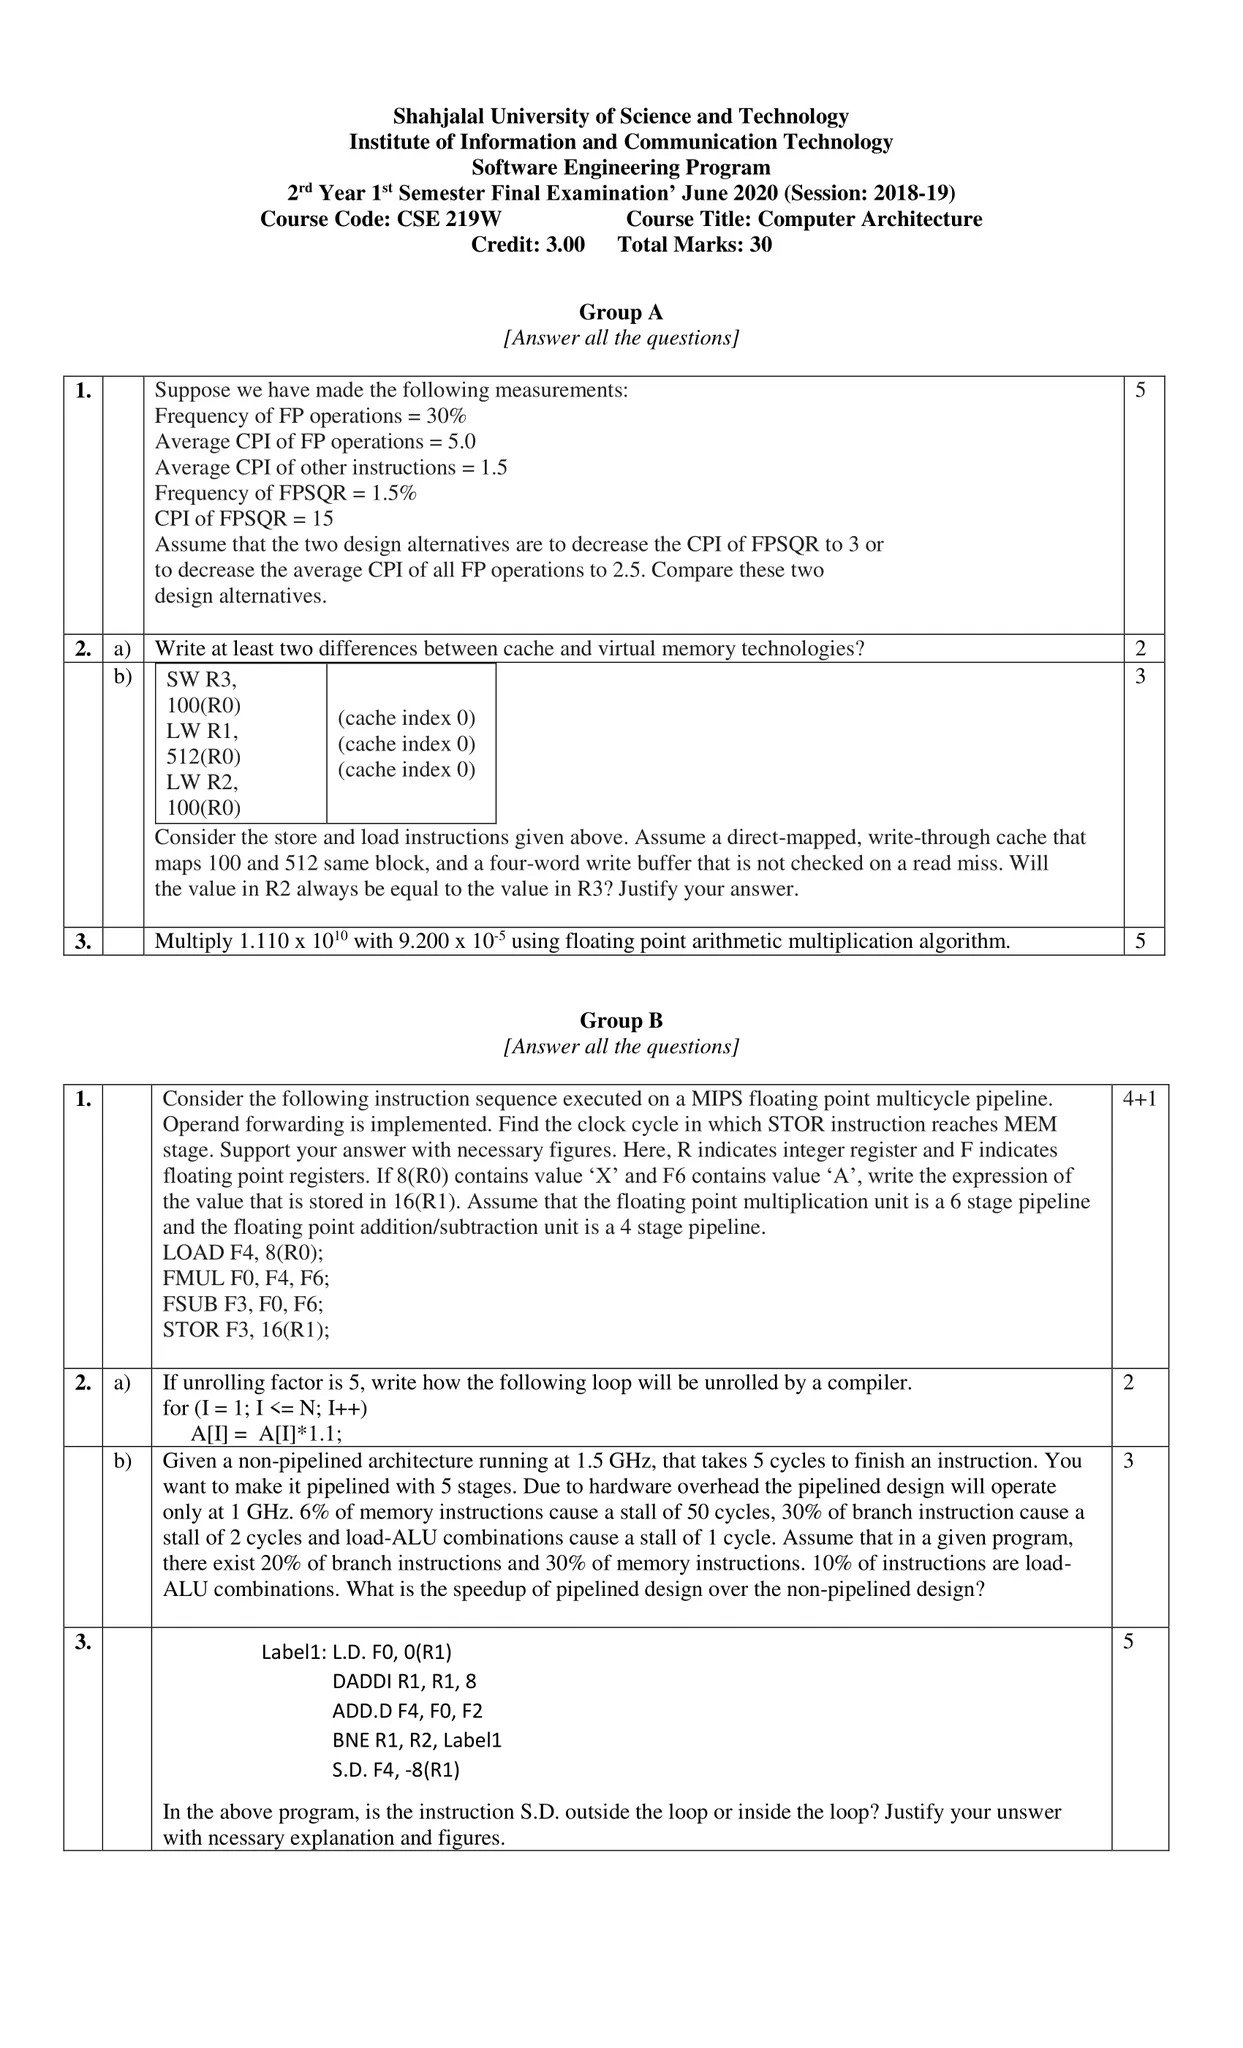 Shahjalal University of Science and Technology
Institute of Information and Communication Technology
Software Engineering Program
2rd Year 1st Semester Final Examination’ June 2020 (Session: 2018-19)
Course Code: CSE 219W Course Title: Computer Architecture
Credit: 3.00 Total Marks: 30
Group A
[Answer all the questions]
1. Suppose we have made the following measurements: 5
Frequency of FP operations = 30%
Average CPI of FP operations = 5.0
Average CPI of other instructions = 1.5
Frequency of FPSQR = 1.5%
CPI of FPSQR = 15
Assume that the two design alternatives are to decrease the CPI of FPSQR to 3 or
to decrease the average CPI of all FP operations to 2.5. Compare these two
design alternatives.
2. a) Write at least two differences between cache and virtual memory technologies? 2
b) 3
SW R3,
100(R0)
LW R1,
512(R0)
LW R2,
100(R0)
(cache index 0)
(cache index 0)
(cache index 0)
Consider the store and load instructions given above. Assume a direct-mapped, write-through cache that
maps 100 and 512 same block, and a four-word write buffer that is not checked on a read miss. Will
the value in R2 always be equal to the value in R3? Justify your answer.
3. Multiply 1.110 x 10^10 with 9.200 x 10^-5 using floating point arithmetic multiplication algorithm. 5
Group B
[Answer all the questions]
1. Consider the following instruction sequence executed on a MIPS floating point multicycle pipeline. 4+1
Operand forwarding is implemented. Find the clock cycle in which STOR instruction reaches MEM
stage. Support your answer with necessary figures. Here, R indicates integer register and F indicates
floating point registers. If 8(R0) contains value ‘X’ and F6 contains value ‘A’, write the expression of
the value that is stored in 16(R1). Assume that the floating point multiplication unit is a 6 stage pipeline
and the floating point addition/subtraction unit is a 4 stage pipeline.
LOAD F4, 8(R0);
FMUL F0, F4, F6;
FSUB F3, F0, F6;
STOR F3, 16(R1);
2. a) If unrolling factor is 5, write how the following loop will be unrolled by a compiler. 2
for (I = 1; I <= N; I++)
A[I] = A[I]*1.1;
b) Given a non-pipelined architecture running at 1.5 GHz, that takes 5 cycles to finish an instruction. You 3
want to make it pipelined with 5 stages. Due to hardware overhead the pipelined design will operate
only at 1 GHz. 6% of memory instructions cause a stall of 50 cycles, 30% of branch instruction cause a
stall of 2 cycles and load-ALU combinations cause a stall of 1 cycle. Assume that in a given program,
there exist 20% of branch instructions and 30% of memory instructions. 10% of instructions are load-
ALU combinations. What is the speedup of pipelined design over the non-pipelined design?
3. 5
Label1: L.D. F0, 0(R1)
DADDI R1, R1, 8
ADD.D F4, F0, F2
BNE R1, R2, Label1
S.D. F4, -8(R1)
In the above program, is the instruction S.D. outside the loop or inside the loop? Justify your unswer
with ncessary explanation and figures.